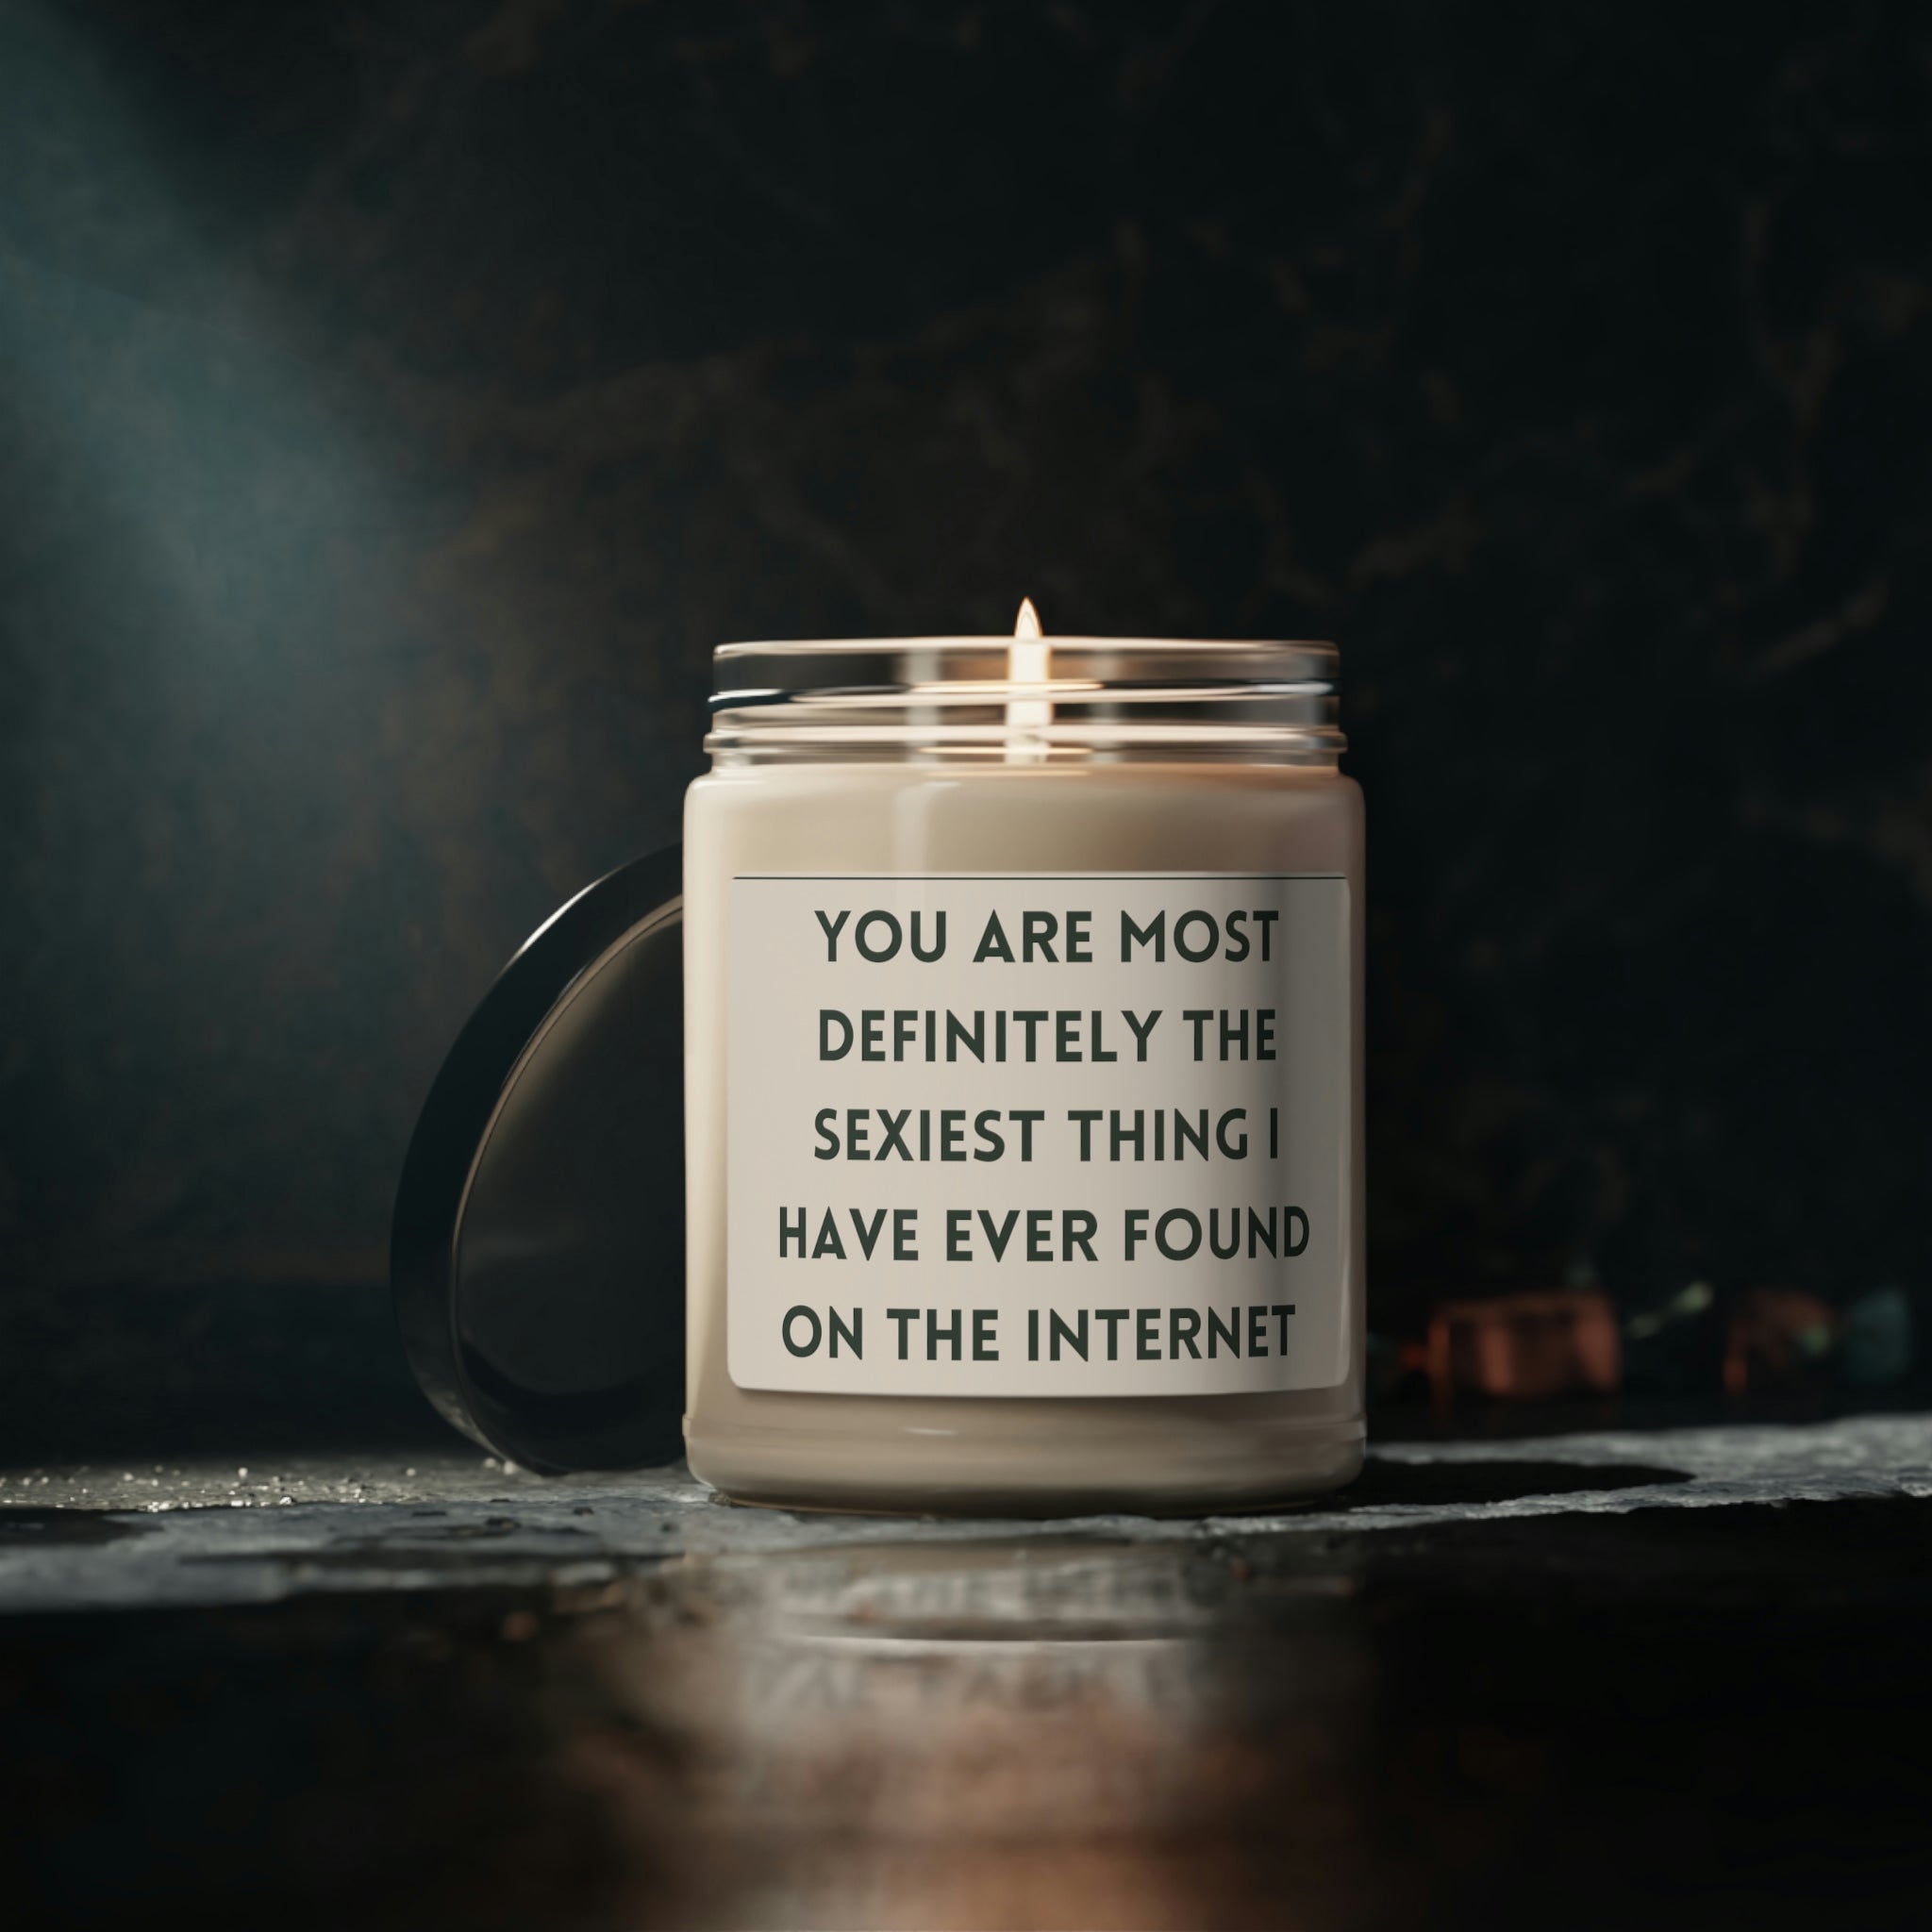 YOU ARE MOST
DEFINITELY THE
SEXIEST THING I
HAVE EVER FOUND
ON THE INTERNET